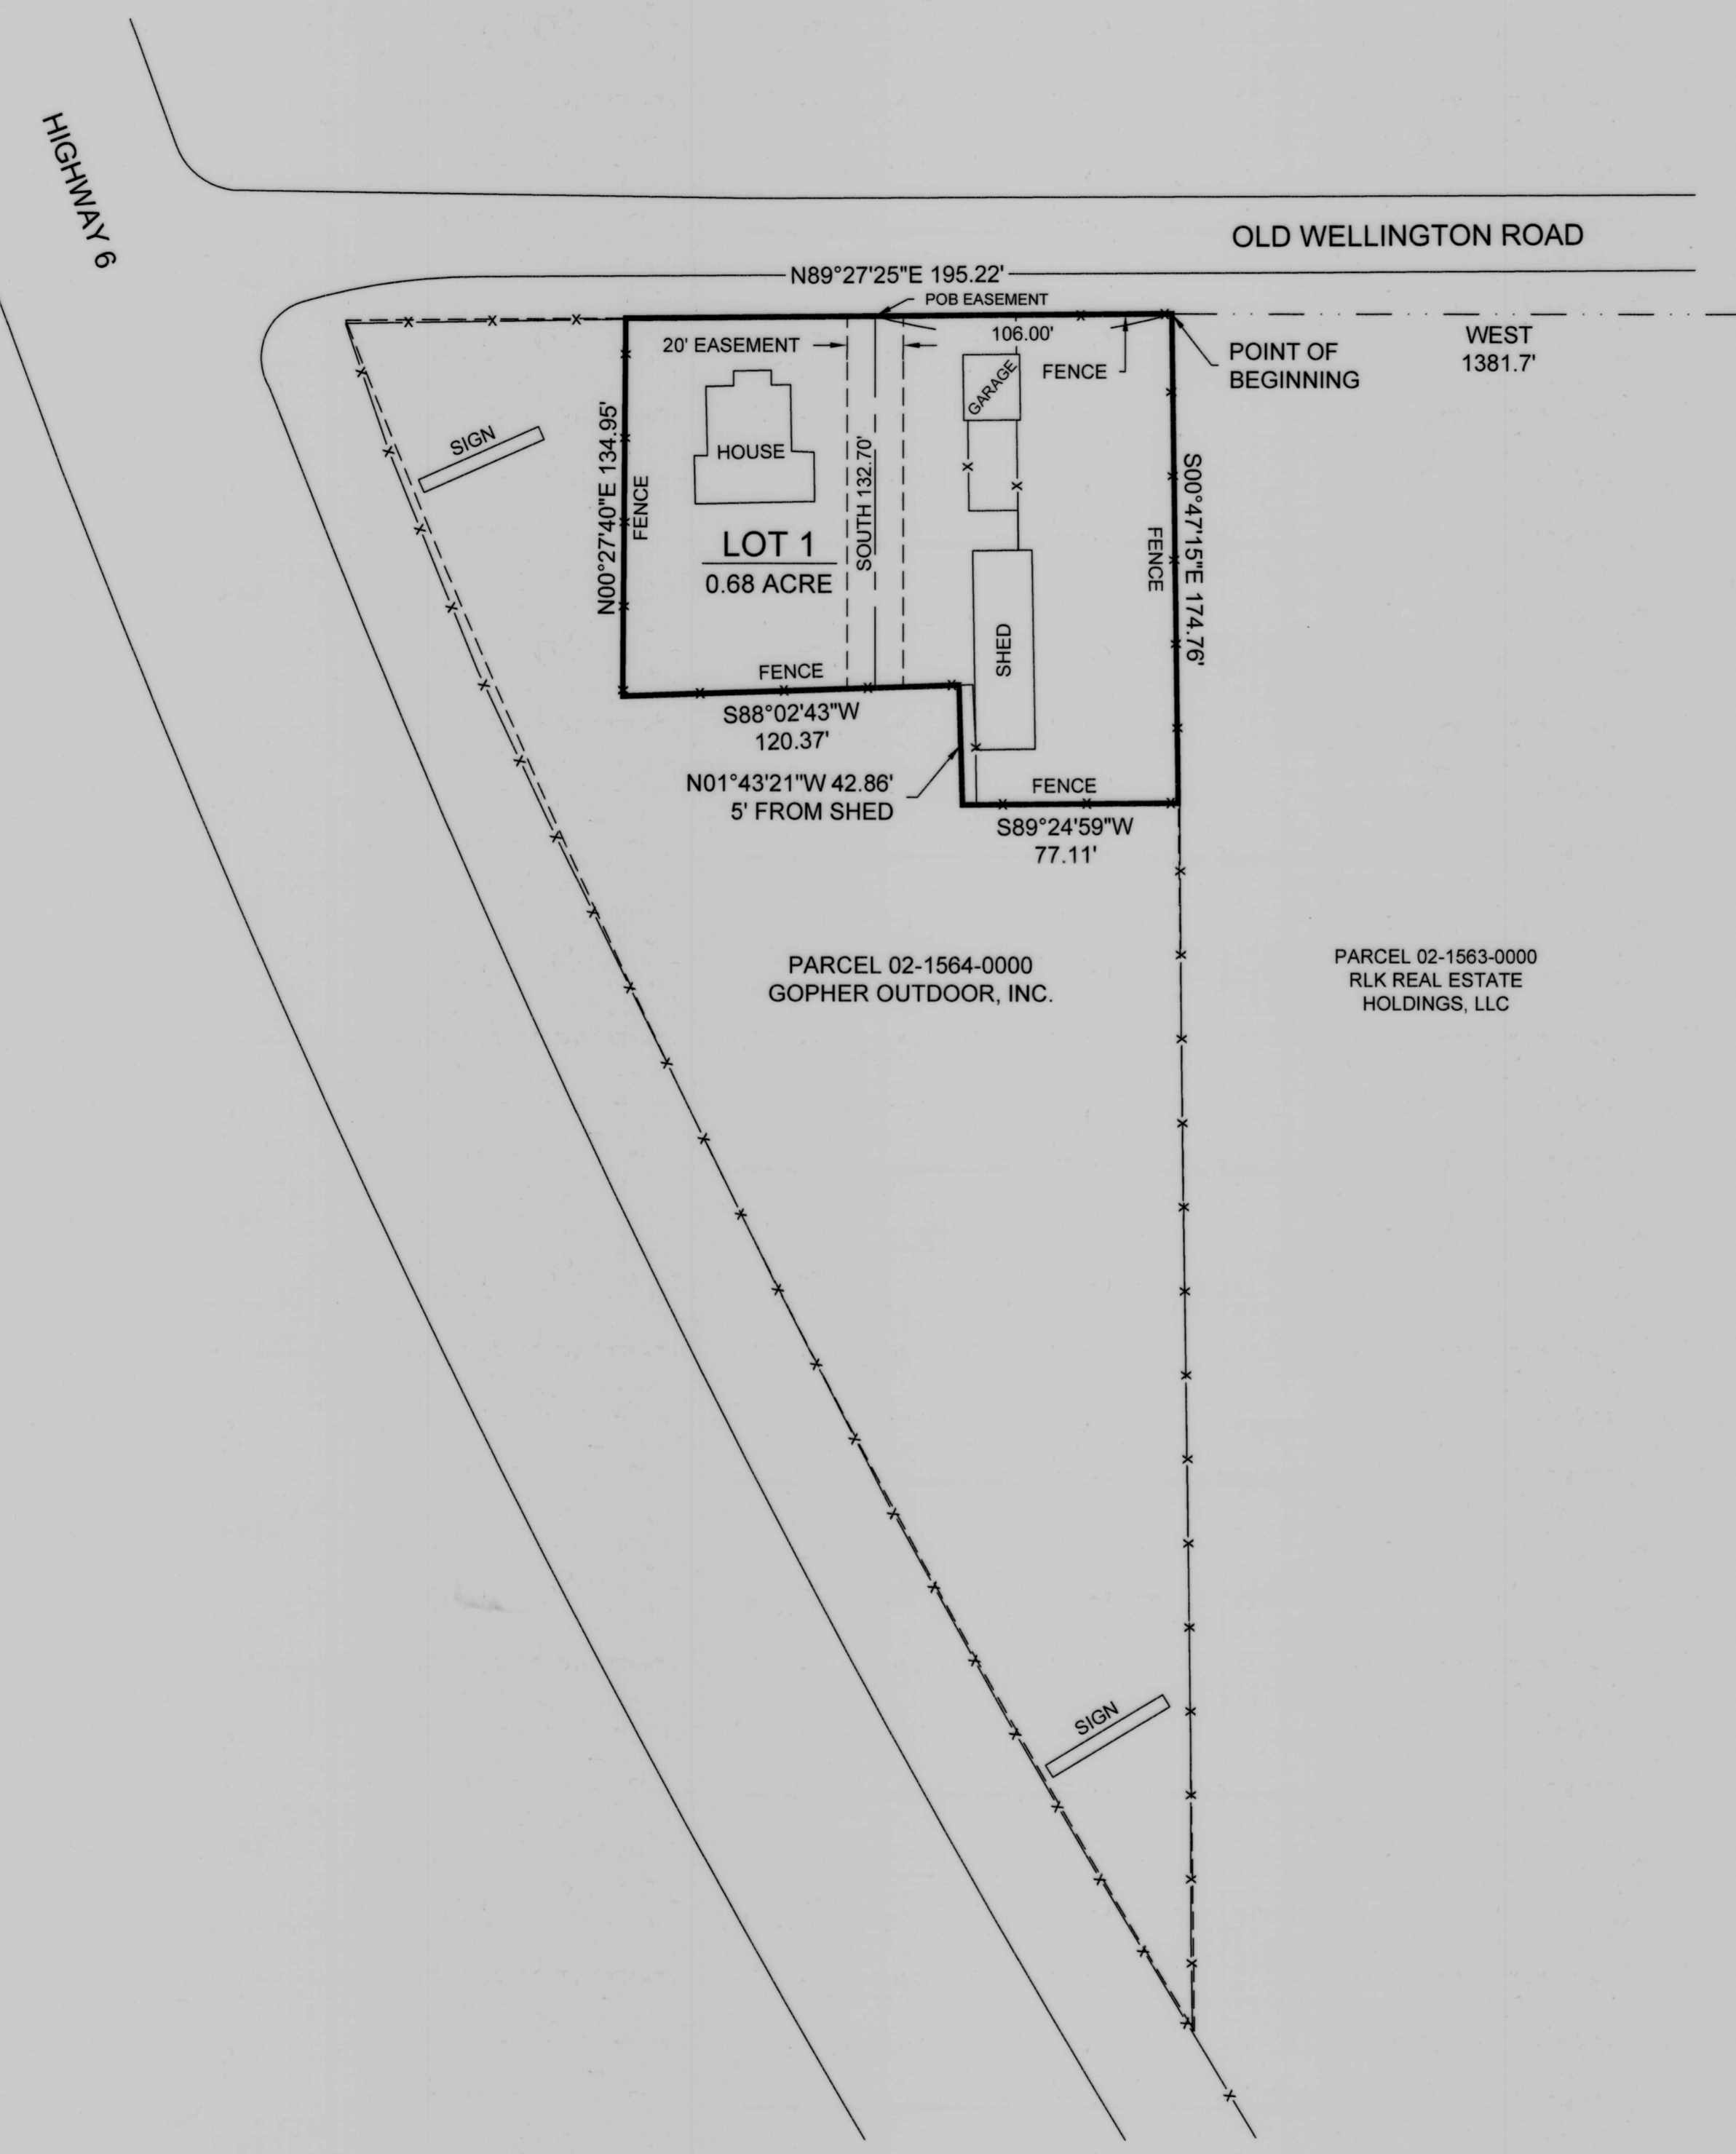 HIGHWAY 6
OLD WELLINGTON ROAD
N89°27'25"E 195.22'
POB EASEMENT
106.00'
20' EASEMENT
FENCE
WEST
1381.7'
POINT OF
BEGINNING
GARAGE
SIGN
HOUSE
N00°27'40"E 134.95'
FENCE
SOUTH 132.70'
S00°47'15"E 174.76'
FENCE
LOT 1
0.68 ACRE
SHED
FENCE
S88°02'43"W
120.37'
N01°43'21"W 42.86'
5' FROM SHED
FENCE
S89°24'59"W
77.11'
PARCEL 02-1564-0000
GOPHER OUTDOOR, INC.
PARCEL 02-1563-0000
RLK REAL ESTATE
HOLDINGS, LLC
SIGN